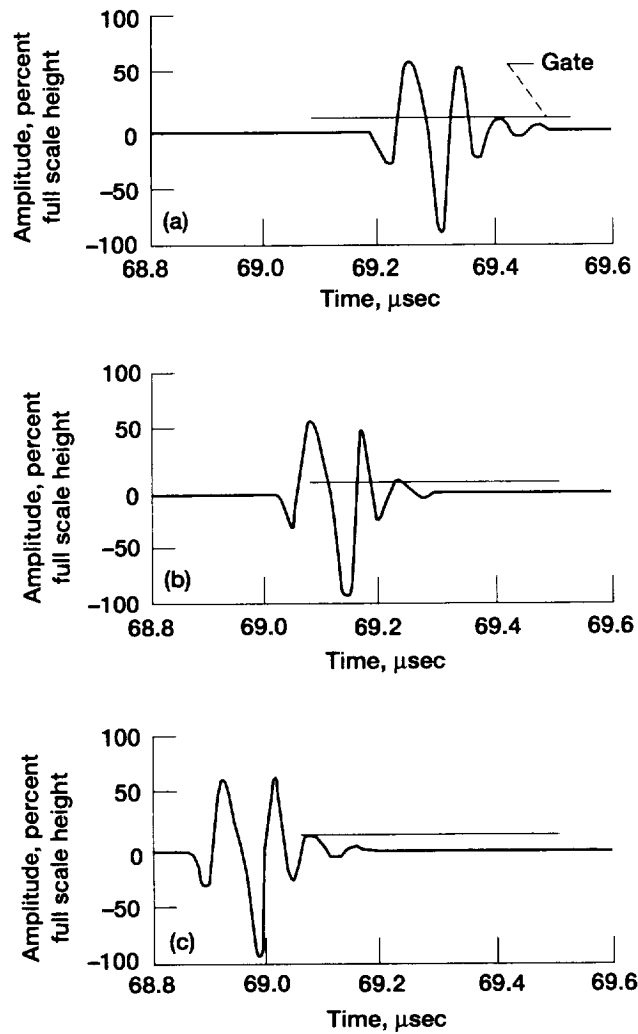 Amplitude, percent
full scale height
100
50
0
−50
−100
(a)
Gate
68.8 69.0 69.2 69.4 69.6
Time, μsec
Amplitude, percent
full scale height
100
50
0
−50
−100
(b)
68.8 69.0 69.2 69.4 69.6
Time, μsec
Amplitude, percent
full scale height
100
50
0
−50
−100
(c)
68.8 69.0 69.2 69.4 69.6
Time, μsec